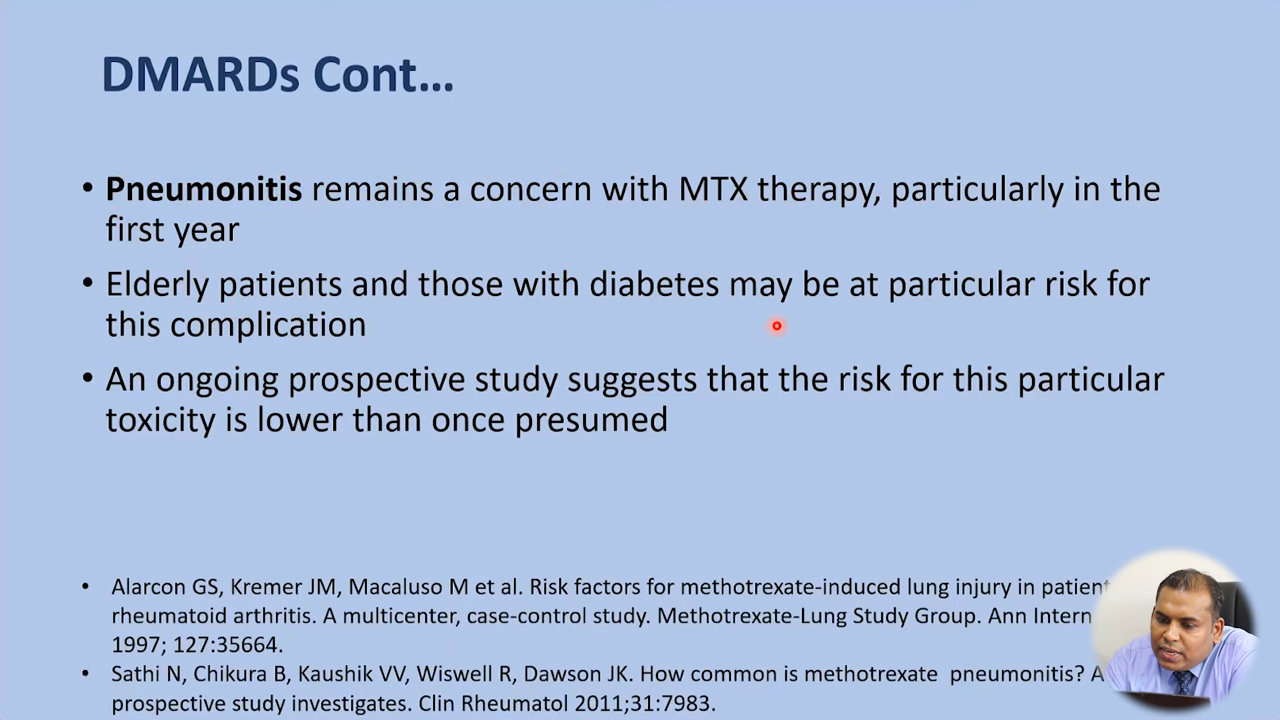 DMARDs Cont…
• Pneumonitis remains a concern with MTX therapy, particularly in the
first year
• Elderly patients and those with diabetes may be at particular risk for
this complication
• An ongoing prospective study suggests that the risk for this particular
toxicity is lower than once presumed
• Alarcon GS, Kremer JM, Macaluso M et al. Risk factors for methotrexate-induced lung injury in
rheumatoid arthritis. A multicenter, case-control study. Methotrexate-Lung Study Group. Ann
1997; 127:35664.
• Sathi N, Chikura B, Kaushik VV, Wiswell R, Dawson JK. How common is methotrexate pneumonitis? A
prospective study investigates. Clin Rheumatol 2011;31:7983.